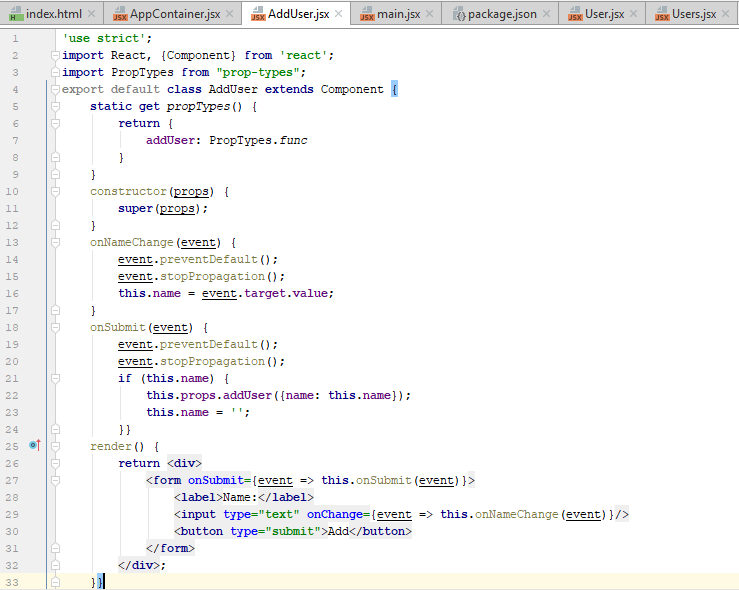 index.html AppContainer.jsx AddUser.jsx main.jsx package.json User.jsx Users.jsx
1 'use strict';
2 import React, {Component} from 'react';
3 import PropTypes from "prop-types";
4 export default class AddUser extends Component {
5     static get propTypes() {
6         return {
7             addUser: PropTypes.func
8         }
9     }
10     constructor(props) {
11         super(props);
12     }
13     onNameChange(event) {
14         event.preventDefault();
15         event.stopPropagation();
16         this.name = event.target.value;
17     }
18     onSubmit(event) {
19         event.preventDefault();
20         event.stopPropagation();
21         if (this.name) {
22             this.props.addUser({name: this.name});
23             this.name = '';
24         }}
25     render() {
26         return <div>
27             <form onSubmit={event => this.onSubmit(event)}>
28                 <label>Name:</label>
29                 <input type="text" onChange={event => this.onNameChange(event)}/>
30                 <button type="submit">Add</button>
31             </form>
32         </div>;
33     }}